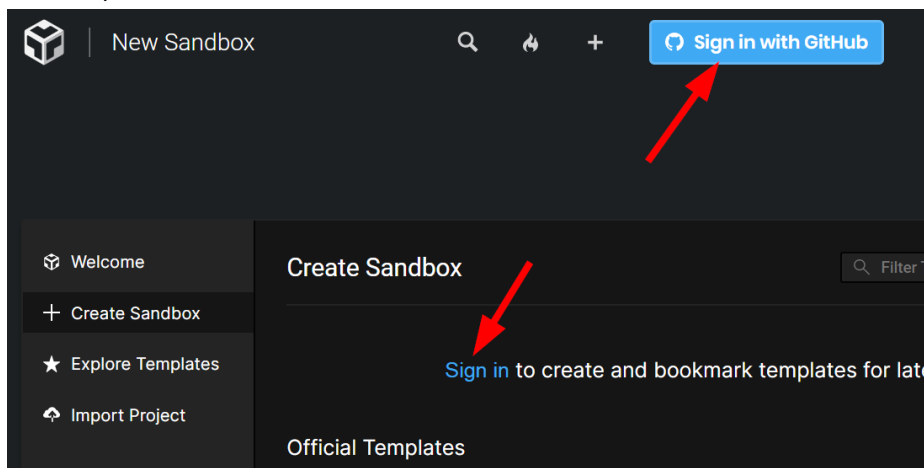 New Sandbox
Sign in with GitHub
Welcome
Create Sandbox
Explore Templates
Import Project
Create Sandbox
Filter
Sign in to create and bookmark templates for
Official Templates